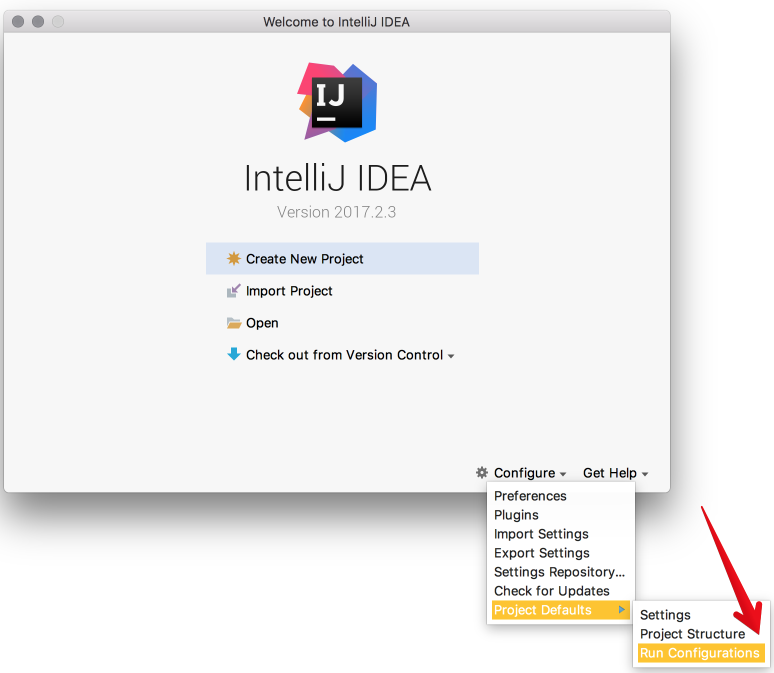 Welcome to IntelliJ IDEA
IJ
IntelliJ IDEA
Version 2017.2.3
Create New Project
Import Project
Open
Check out from Version Control
Configure Get Help
Preferences
Plugins
Import Settings
Export Settings
Settings Repository...
Check for Updates
Project Defaults
Settings
Project Structure
Run Configurations